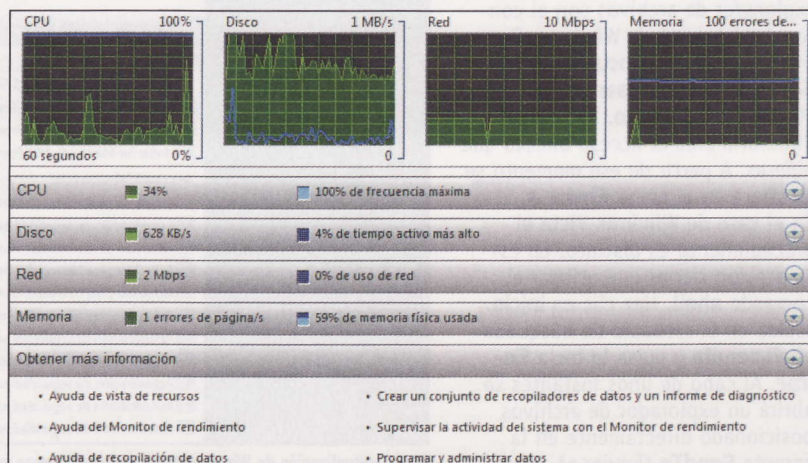 CPU 100%
Disco 1 MB/s
Red 10 Mbps
Memoria 100 errores de...
60 segundos 0%
0
0
0
CPU 34% 100% de frecuencia máxima
Disco 628 KB/s 4% de tiempo activo más alto
Red 2 Mbps 0% de uso de red
Memoria 1 errores de página/s 59% de memoria física usada
Obtener más información
• Ayuda de vista de recursos
• Crear un conjunto de recopiladores de datos y un informe de diagnóstico
• Ayuda del Monitor de rendimiento
• Supervisar la actividad del sistema con el Monitor de rendimiento
• Ayuda de recopilación de datos
• Programar y administrar datos